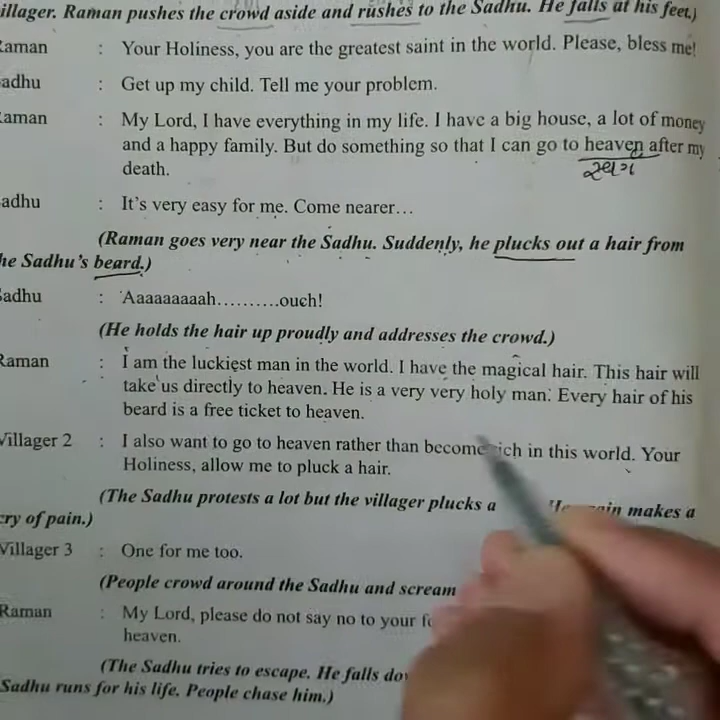 illager. Raman pushes the crowd aside and rushes to the Sadhu. He falls at his feet.)
Raman : Your Holiness, you are the greatest saint in the world. Please, bless me!
adhu : Get up my child. Tell me your problem.
Raman : My Lord, I have everything in my life. I have a big house, a lot of money
and a happy family. But do something so that I can go to heaven after my
death.
સ્વર્ગ
adhu : It's very easy for me. Come nearer…
(Raman goes very near the Sadhu. Suddenly, he plucks out a hair from
he Sadhu's beard.)
Sadhu : Aaaaaaaaah……….ouch!
(He holds the hair up proudly and addresses the crowd.)
Raman : I am the luckiest man in the world. I have the magical hair. This hair will
take us directly to heaven. He is a very very holy man. Every hair of his
beard is a free ticket to heaven.
Villager 2 : I also want to go to heaven rather than become rich in this world. Your
Holiness, allow me to pluck a hair.
(The Sadhu protests a lot but the villager plucks a makes a
cry of pain.)
Villager 3 : One for me too.
(People crowd around the Sadhu and scream
Raman : My Lord, please do not say no to your
heaven.
(The Sadhu tries to escape. He falls
Sadhu runs for his life. People chase him.)